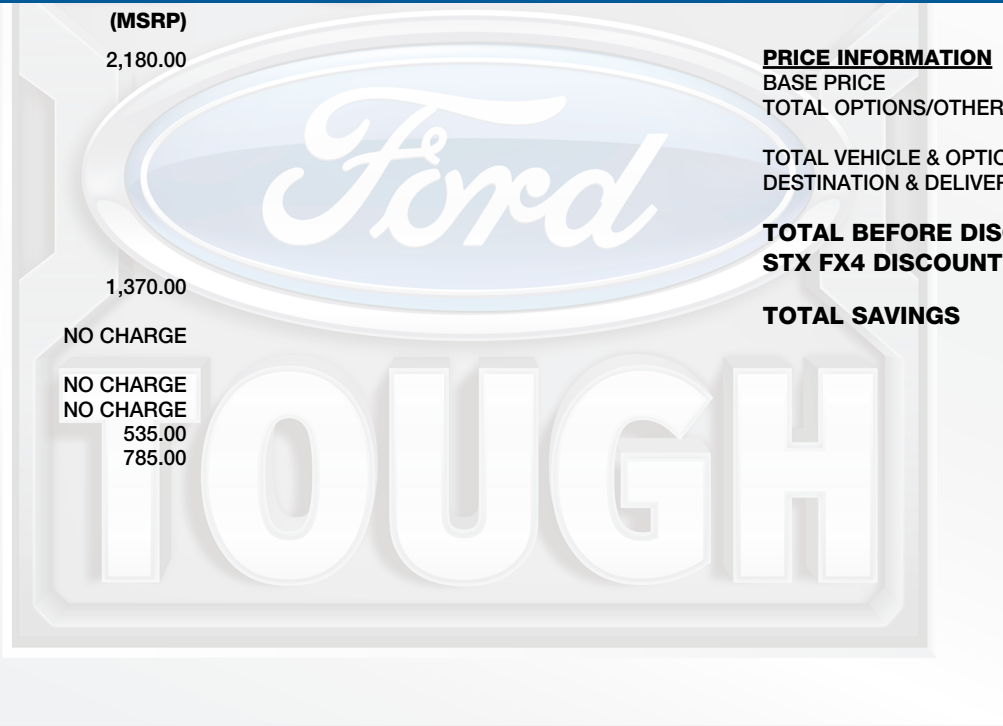 (MSRP)
2,180.00
1,370.00
NO CHARGE
NO CHARGE
NO CHARGE
535.00
785.00
PRICE INFORMATION
BASE PRICE
TOTAL OPTIONS/OTHER
TOTAL VEHICLE & OPTIO
DESTINATION & DELIVER
TOTAL BEFORE DIS
STX FX4 DISCOUNT
TOTAL SAVINGS
Ford
TOUGH